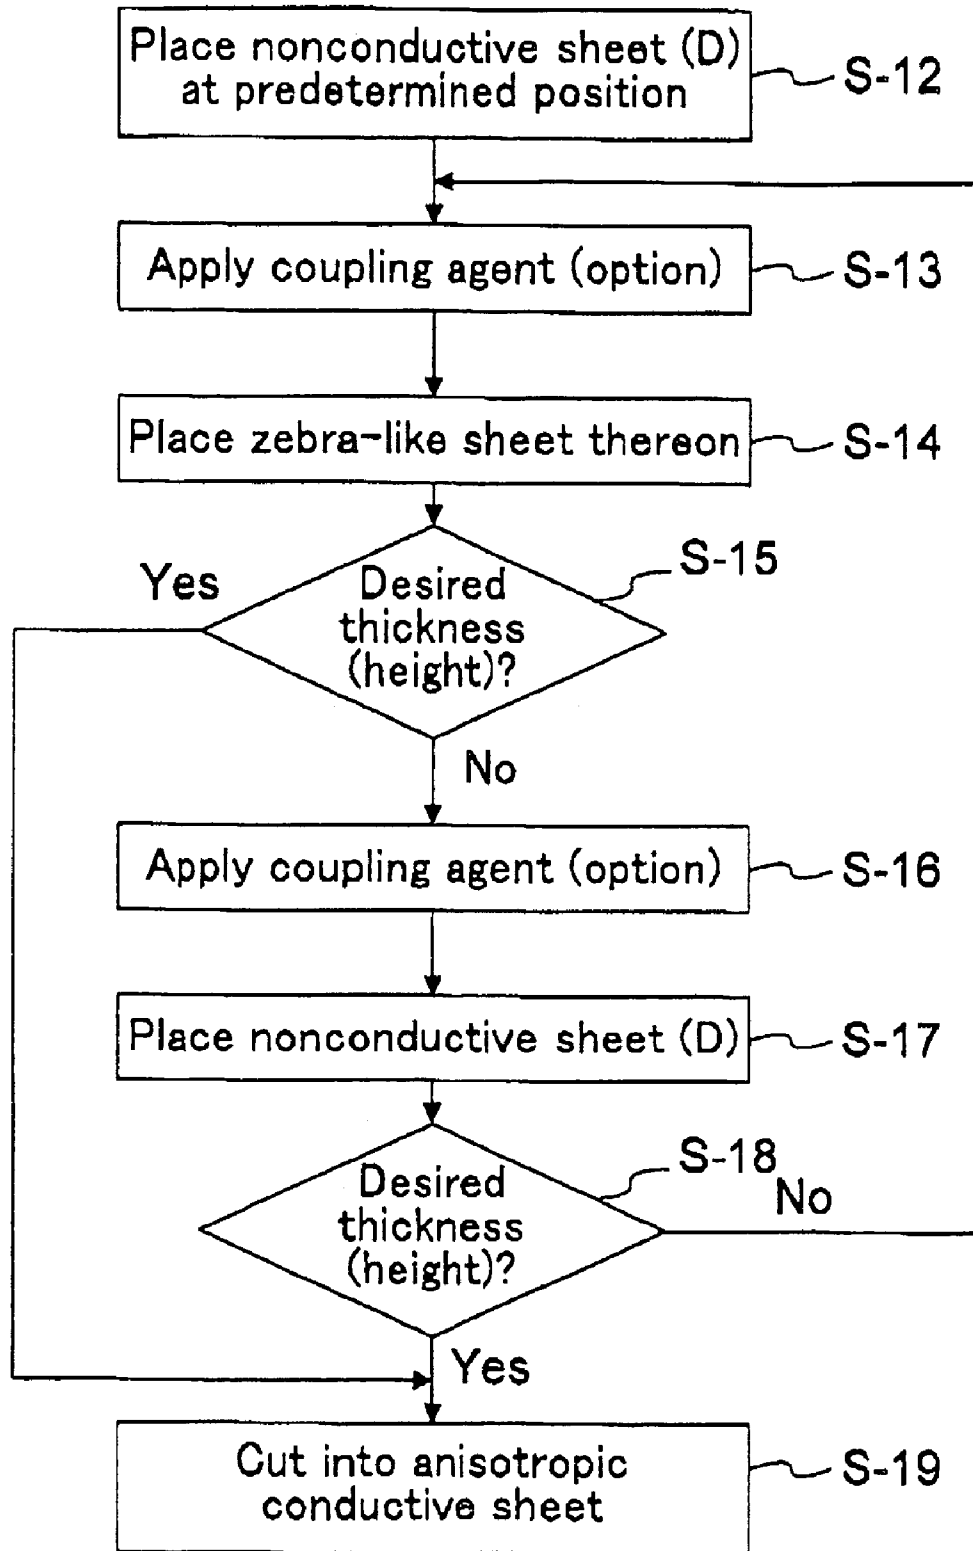 Place nonconductive sheet (D)
at predetermined position
S-12
Apply coupling agent (option)
S-13
Place zebra-like sheet thereon
S-14
S-15
Yes
Desired
thickness
(height)?
No
Apply coupling agent (option)
S-16
Place nonconductive sheet (D)
S-17
S-18
Desired
thickness
(height)?
No
Yes
Cut into anisotropic
conductive sheet
S-19